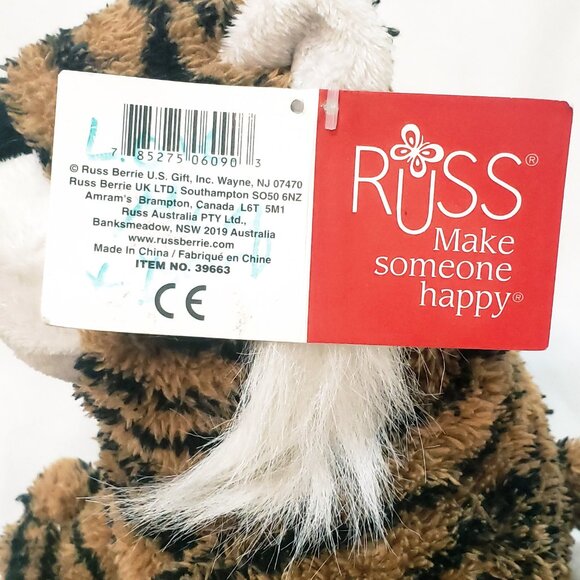 7 85275 06090 3
© Russ Berrie U.S. Gift, Inc. Wayne, NJ 07470
Russ Berrie UK LTD. Southampton SO50 6NZ
Amram's Brampton, Canada L6T 5M1
Russ Australia PTY Ltd.,
Banksmeadow, NSW 2019 Australia
www.russberrie.com
Made In China / Fabriqué en Chine
ITEM NO. 39663
CE
RUSS®
Make
someone
happy®